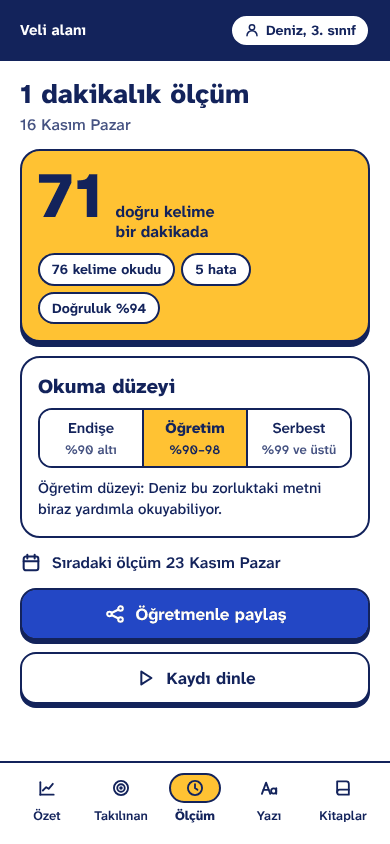 Veli alanı
Deniz, 3. sınıf
1 dakikalık ölçüm
16 Kasım Pazar
71
doğru kelime
bir dakikada
76 kelime okudu
5 hata
Doğruluk %94
Okuma düzeyi
Endişe
Öğretim
Serbest
%90 altı
%90–98
%99 ve üstü
Öğretim düzeyi: Deniz bu zorluktaki metni
biraz yardımla okuyabiliyor.
Sıradaki ölçüm 23 Kasım Pazar
Öğretmenle paylaş
Kaydı dinle
Aa
Özet
Takılınan
Ölçüm
Yazı
Kitaplar